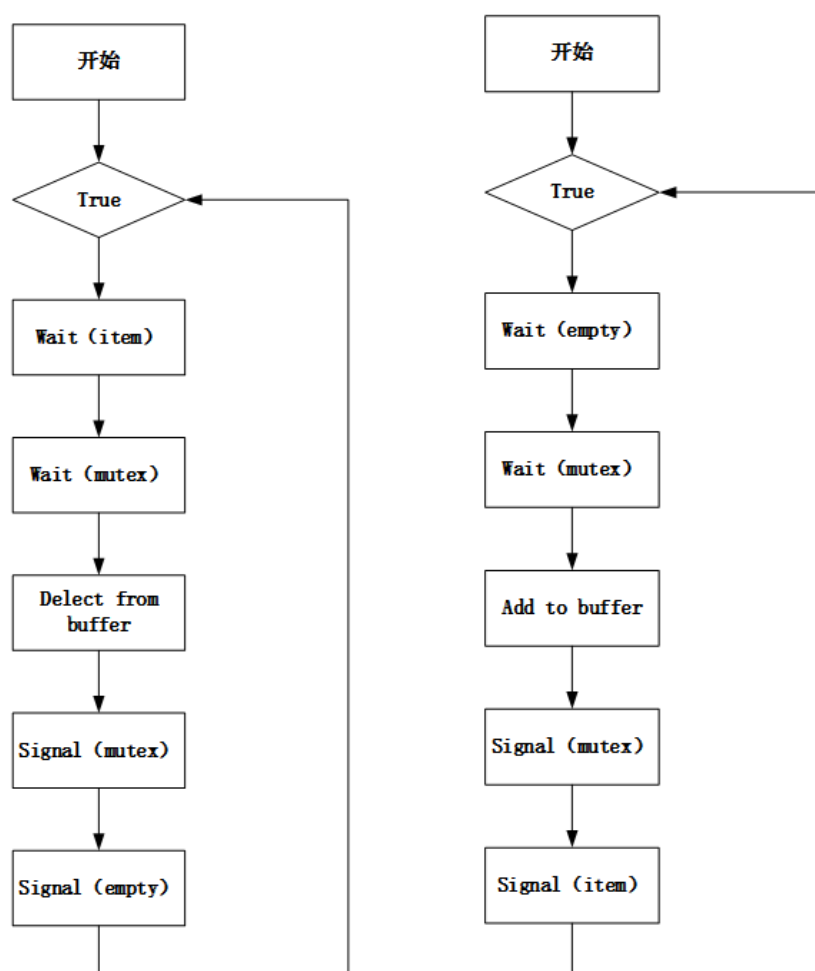 开始
True
Wait（item）
Wait（mutex）
Delect from
buffer
Signal（mutex）
Signal（empty）
开始
True
Wait（empty）
Wait（mutex）
Add to buffer
Signal（mutex）
Signal（item）